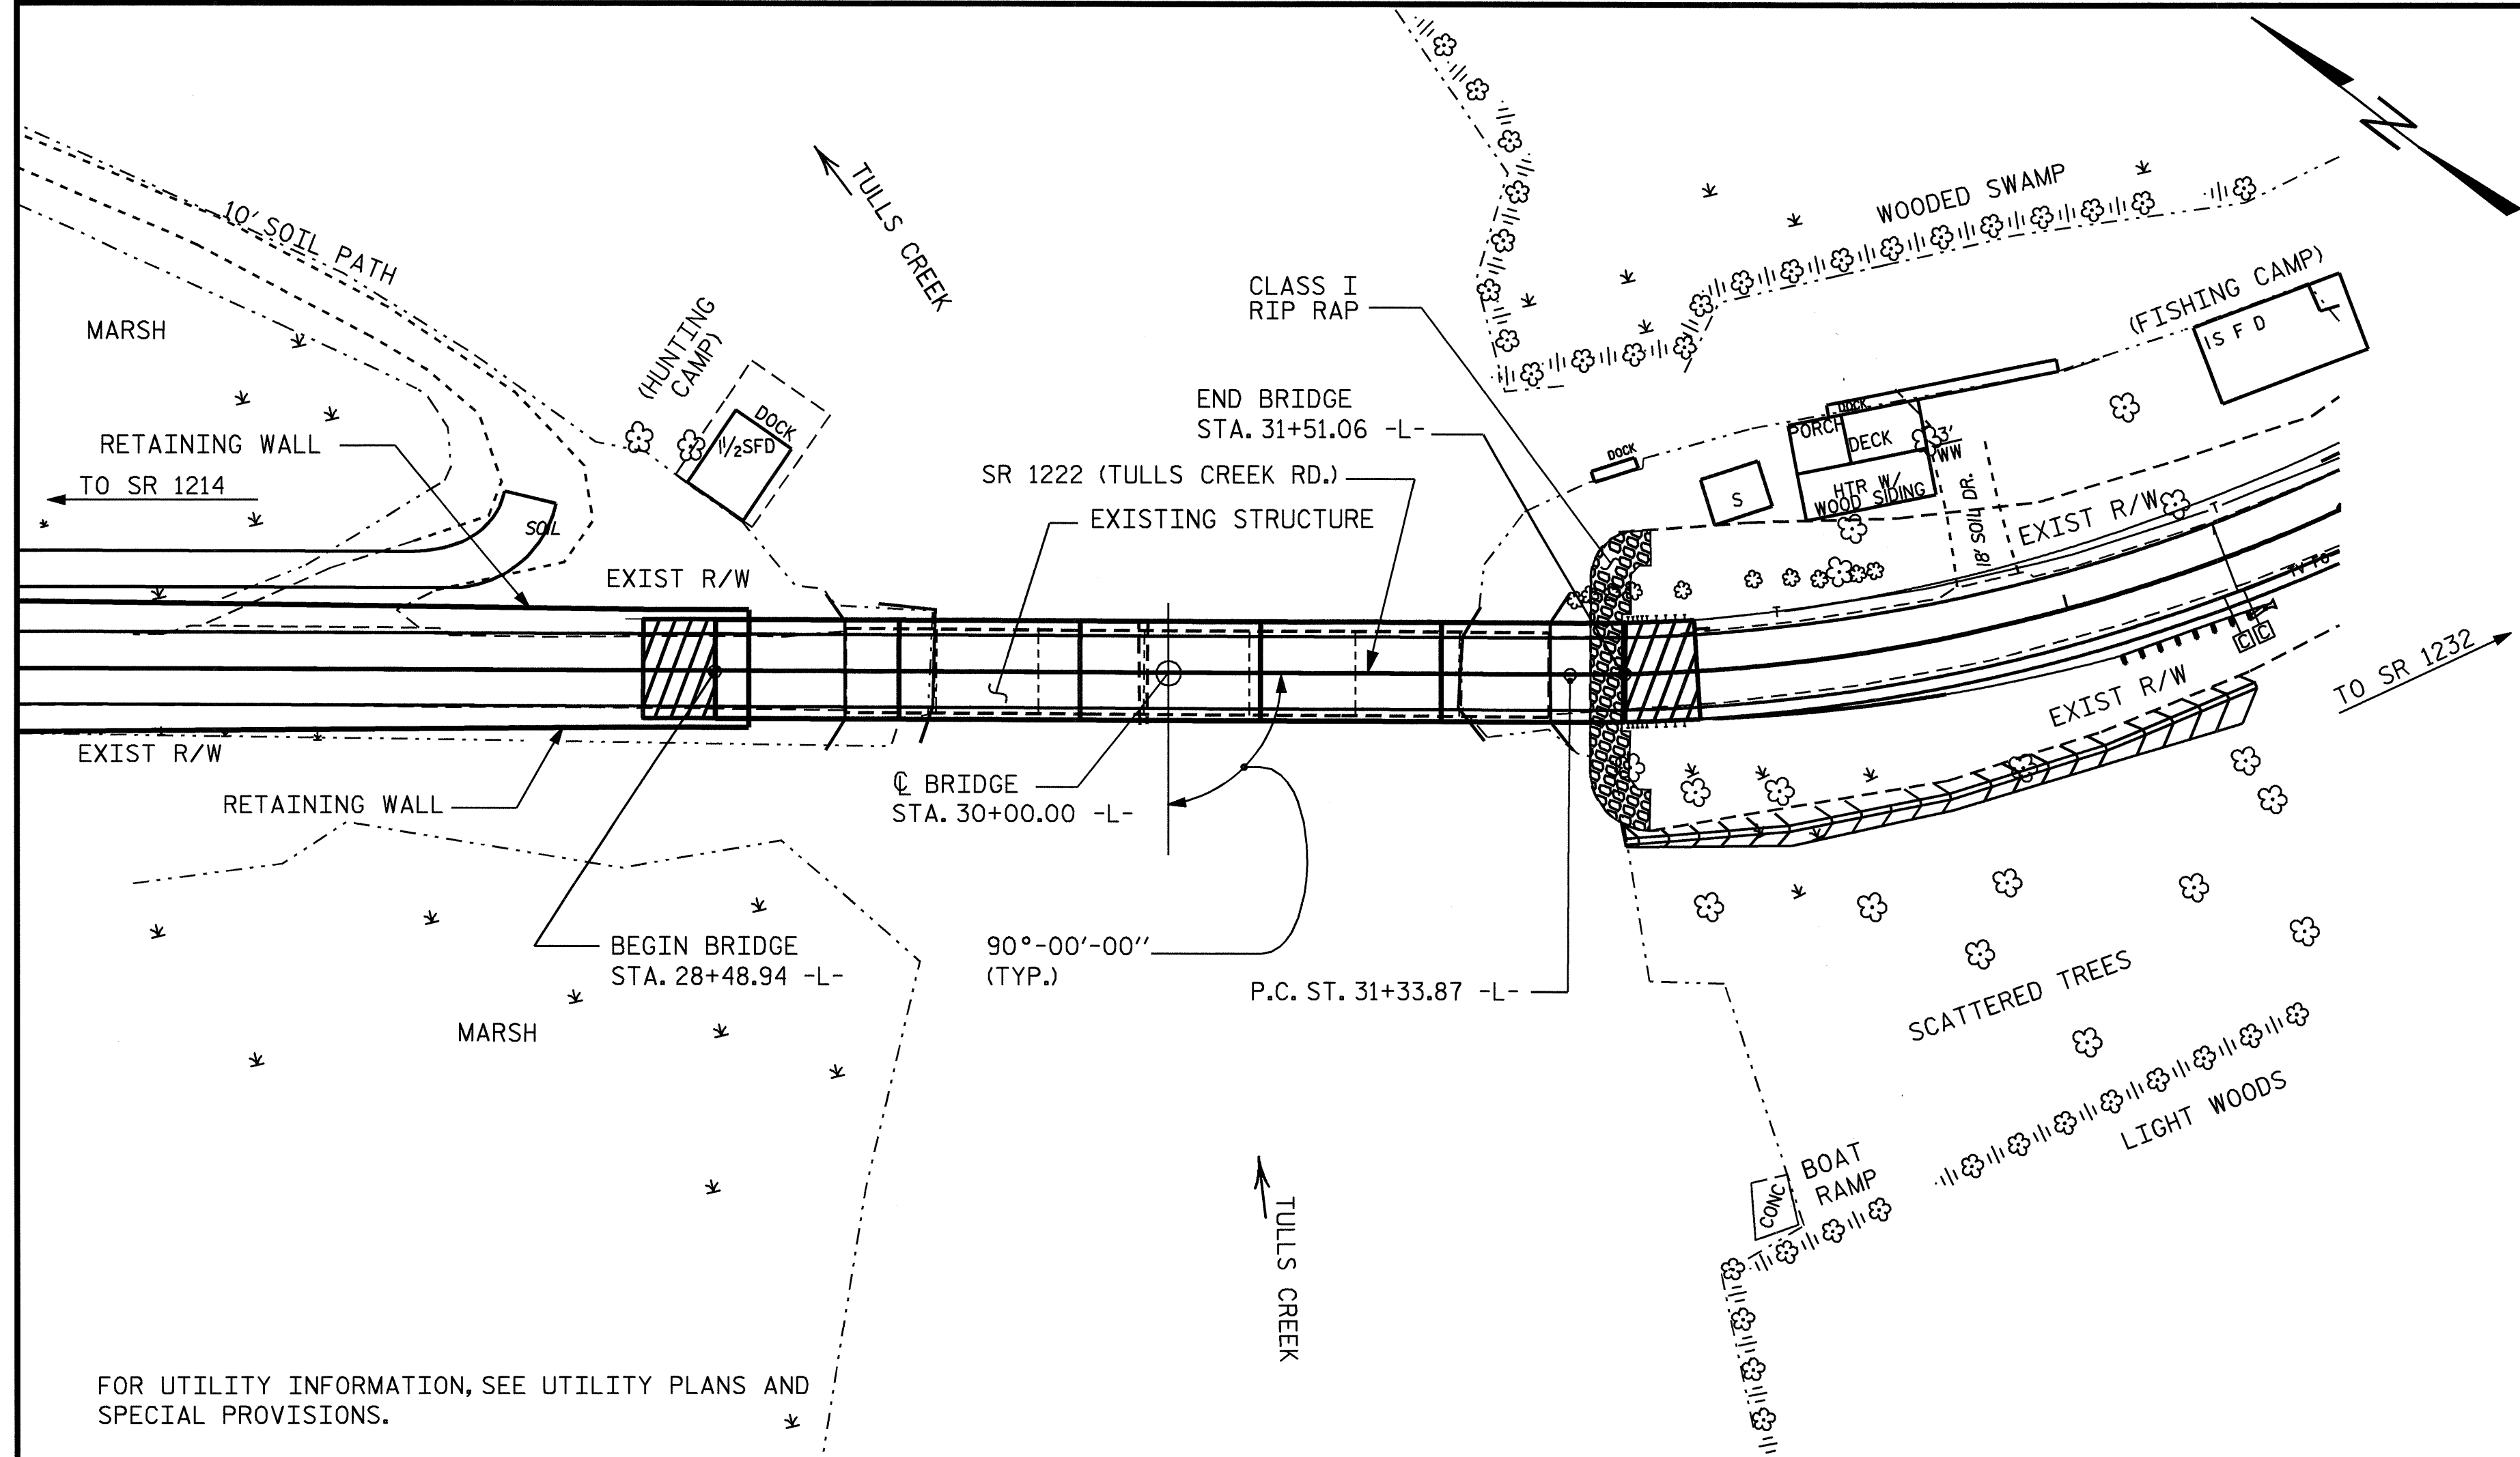 TULLS CREEK
10' SOIL PATH
MARSH
(HUNTING
CAMP)
DOCK
1 1/2SFD
RETAINING WALL
TO SR 1214
SOIL
EXIST R/W
CLASS I
RIP RAP
END BRIDGE
STA. 31+51.06 -L-
SR 1222 (TULLS CREEK RD.)
EXISTING STRUCTURE
WOODED SWAMP
(FISHING CAMP)
1SFD
DOCK
DOCK
PORCH
DECK
3'
WW
HTR W/
WOOD SIDING
S
18' SOIL DR.
EXIST R/W
T
T
TV
C
C
EXIST R/W
TO SR 1232
EXIST R/W
RETAINING WALL
℄ BRIDGE
STA. 30+00.00 -L-
BEGIN BRIDGE
STA. 28+48.94 -L-
90°-00'-00"
(TYP.)
P.C. ST. 31+33.87 -L-
MARSH
SCATTERED TREES
LIGHT WOODS
BOAT
RAMP
CONC
TULLS CREEK
FOR UTILITY INFORMATION, SEE UTILITY PLANS AND
SPECIAL PROVISIONS.